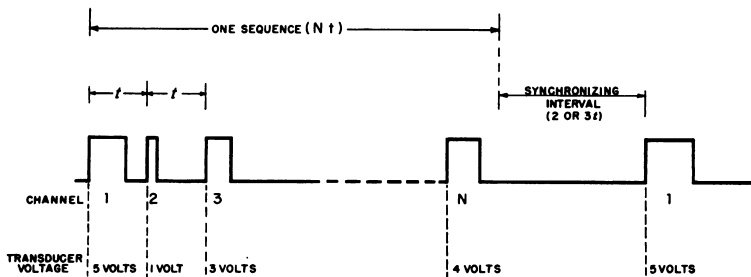 ONE SEQUENCE (N t)
t t
SYNCHRONIZING
INTERVAL
(2 OR 3t)
CHANNEL 1 2 3 N 1
TRANSDUCER
VOLTAGE 5 VOLTS 1 VOLT 3 VOLTS 4 VOLTS 5 VOLTS